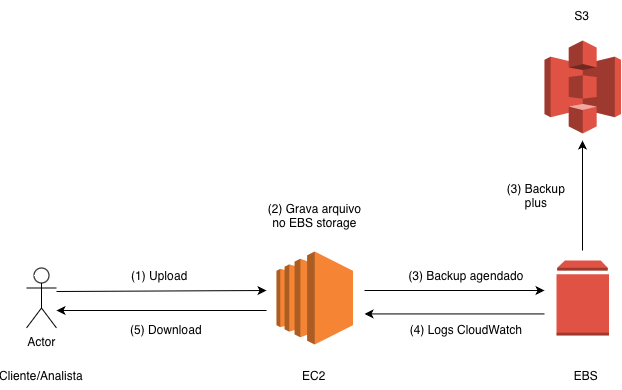 S3
(3) Backup
plus
(2) Grava arquivo
no EBS storage
(1) Upload
(3) Backup agendado
(5) Download
(4) Logs CloudWatch
Actor
Cliente/Analista
EC2
EBS